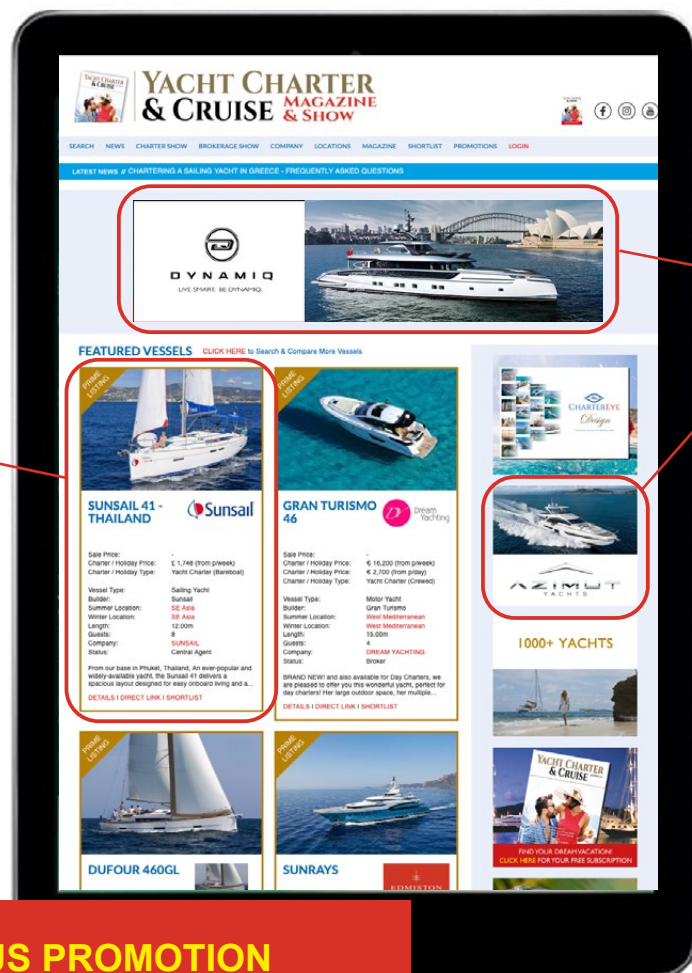 YACHT CHARTER
& CRUISE MAGAZINE
& SHOW
SEARCH NEWS CHARTER SHOW BROKERAGE SHOW COMPANY LOCATIONS MAGAZINE SHORTLIST PROMOTIONS LOGIN
LATEST NEWS // CHARTERING A SAILING YACHT IN GREECE - FREQUENTLY ASKED QUESTIONS
DYNAMIQ
LIVE SMART. BE DYNAMIQ.
FEATURED VESSELS CLICK HERE to Search & Compare More Vessels
PRIME
LISTING
SUNSAIL 41 -
THAILAND
Sunsail
Sale Price: -
Charter / Holiday Price: £ 1,748 (from p/week)
Charter / Holiday Type: Yacht Charter (Bareboat)
Vessel Type: Sailing Yacht
Builder: Sunsail
Summer Location: SE Asia
Winter Location: SE Asia
Length: 12.00m
Guests: 8
Company: SUNSAIL
Status: Central Agent
From our base in Phuket, Thailand, An ever-popular and
widely-available yacht, the Sunsail 41 delivers a
spacious layout designed for easy onboard living and a...
DETAILS I DIRECT LINK I SHORTLIST
PRIME
LISTING
GRAN TURISMO
46
Dream
Yachting
Sale Price: -
Charter / Holiday Price: € 16,200 (from p/week)
Charter / Holiday Price: € 2,700 (from p/day)
Charter / Holiday Type: Yacht Charter (Crewed)
Vessel Type: Motor Yacht
Builder: Gran Turismo
Summer Location: West Mediterranean
Winter Location: West Mediterranean
Length: 15.00m
Guests: 4
Company: DREAM YACHTING
Status: Broker
BRAND NEW! and also available for Day Charters, we
are pleased to offer you this wonderful yacht, perfect for
day charters! Her large outdoor space, her multiple...
DETAILS I DIRECT LINK I SHORTLIST
CHARTEREYE
Design
AZIMUT
YACHTS
1000+ YACHTS
YACHT CHARTER
& CRUISE
FIND YOUR DREAM VACATION!
CLICK HERE FOR YOUR FREE SUBSCRIPTION
PRIME
LISTING
DUFOUR 460GL
PRIME
LISTING
SUNRAYS
EDMISTON
US PROMOTION